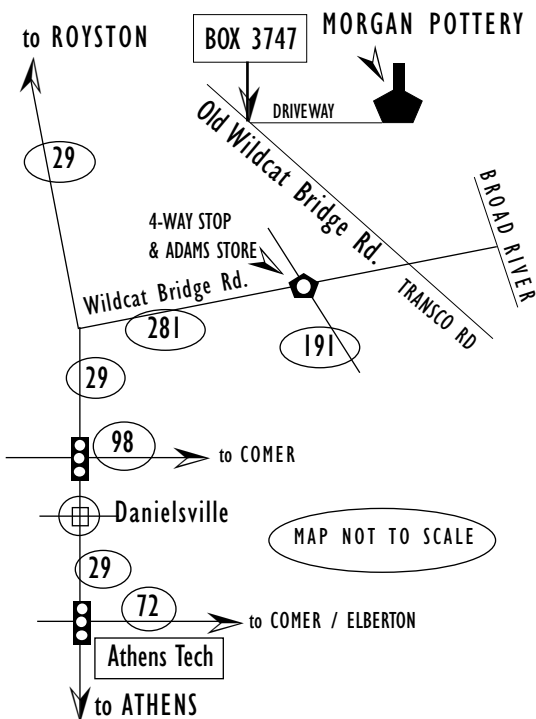 MORGAN POTTERY
to ROYSTON
BOX 3747
DRIVEWAY
Old Wildcat Bridge Rd.
29
BROAD RIVER
4-WAY STOP
& ADAMS STORE
Wildcat Bridge Rd.
TRANSCO RD
281
191
29
98
to COMER
Danielsville
MAP NOT TO SCALE
29
72
to COMER / ELBERTON
Athens Tech
to ATHENS